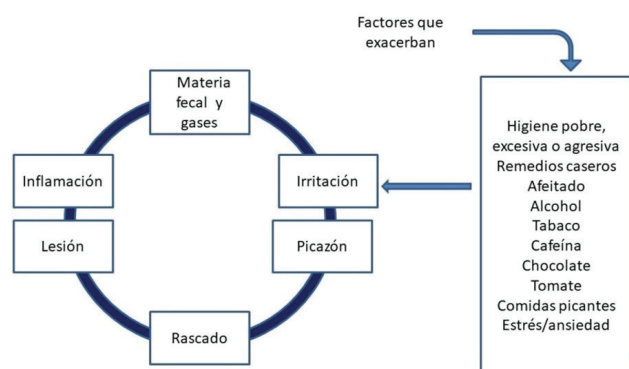 Factores que
exacerban
Materia
fecal y
gases
Inflamación
Irritación
Lesión
Picazón
Rascado
Higiene pobre,
excesiva o agresiva
Remedios caseros
Afeitado
Alcohol
Tabaco
Cafeína
Chocolate
Tomate
Comidas picantes
Estrés/ansiedad